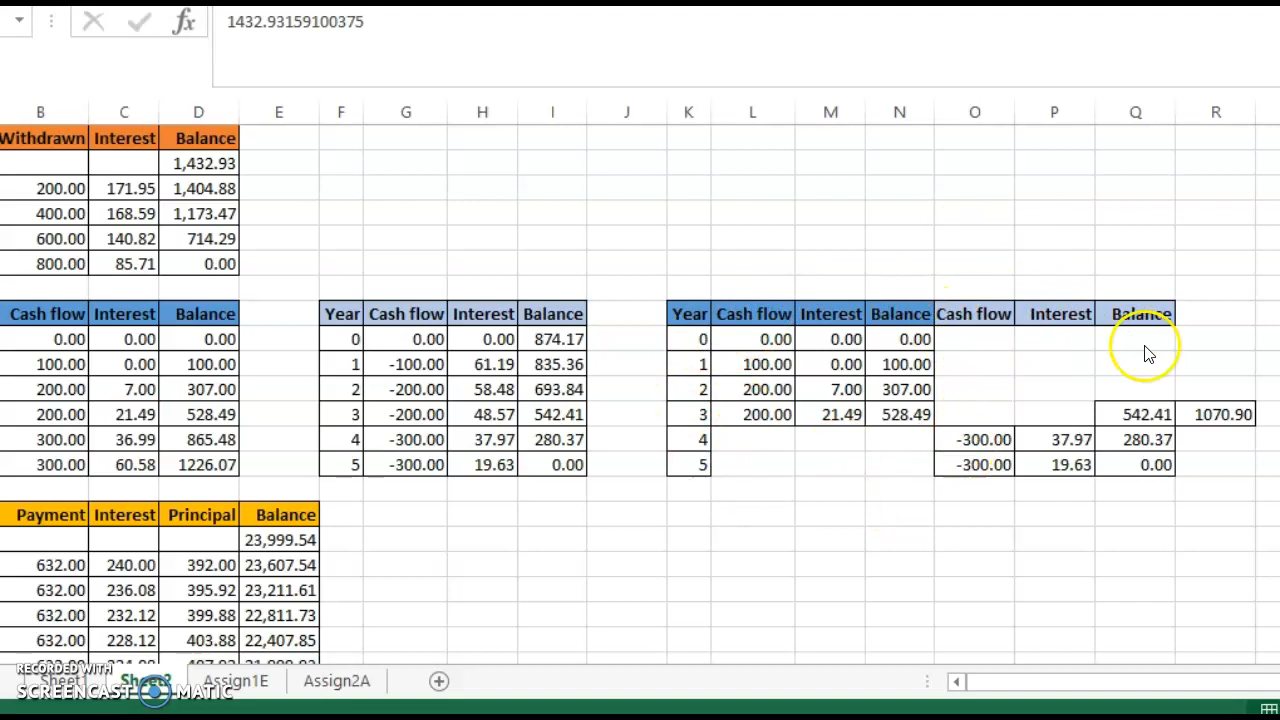 fx 1432.93159100375
B C D E F G H I J K L M N O P Q R
Withdrawn Interest Balance
1,432.93
200.00 171.95 1,404.88
400.00 168.59 1,173.47
600.00 140.82 714.29
800.00 85.71 0.00
Cash flow Interest Balance Year Cash flow Interest Balance Year Cash flow Interest Balance Cash flow Interest Balance
0.00 0.00 0.00 0 0.00 0.00 874.17 0 0.00 0.00 0.00
100.00 0.00 100.00 1 -100.00 61.19 835.36 1 100.00 0.00 100.00
200.00 7.00 307.00 2 -200.00 58.48 693.84 2 200.00 7.00 307.00
200.00 21.49 528.49 3 -200.00 48.57 542.41 3 200.00 21.49 528.49 542.41 1070.90
300.00 36.99 865.48 4 -300.00 37.97 280.37 4 -300.00 37.97 280.37
300.00 60.58 1226.07 5 -300.00 19.63 0.00 5 -300.00 19.63 0.00
Payment Interest Principal Balance
23,999.54
632.00 240.00 392.00 23,607.54
632.00 236.08 395.92 23,211.61
632.00 232.12 399.88 22,811.73
632.00 228.12 403.88 22,407.85
RECORDED WITH
SCREENCAST MATIC
Sheet1 Sheet2 Assign1E Assign2A